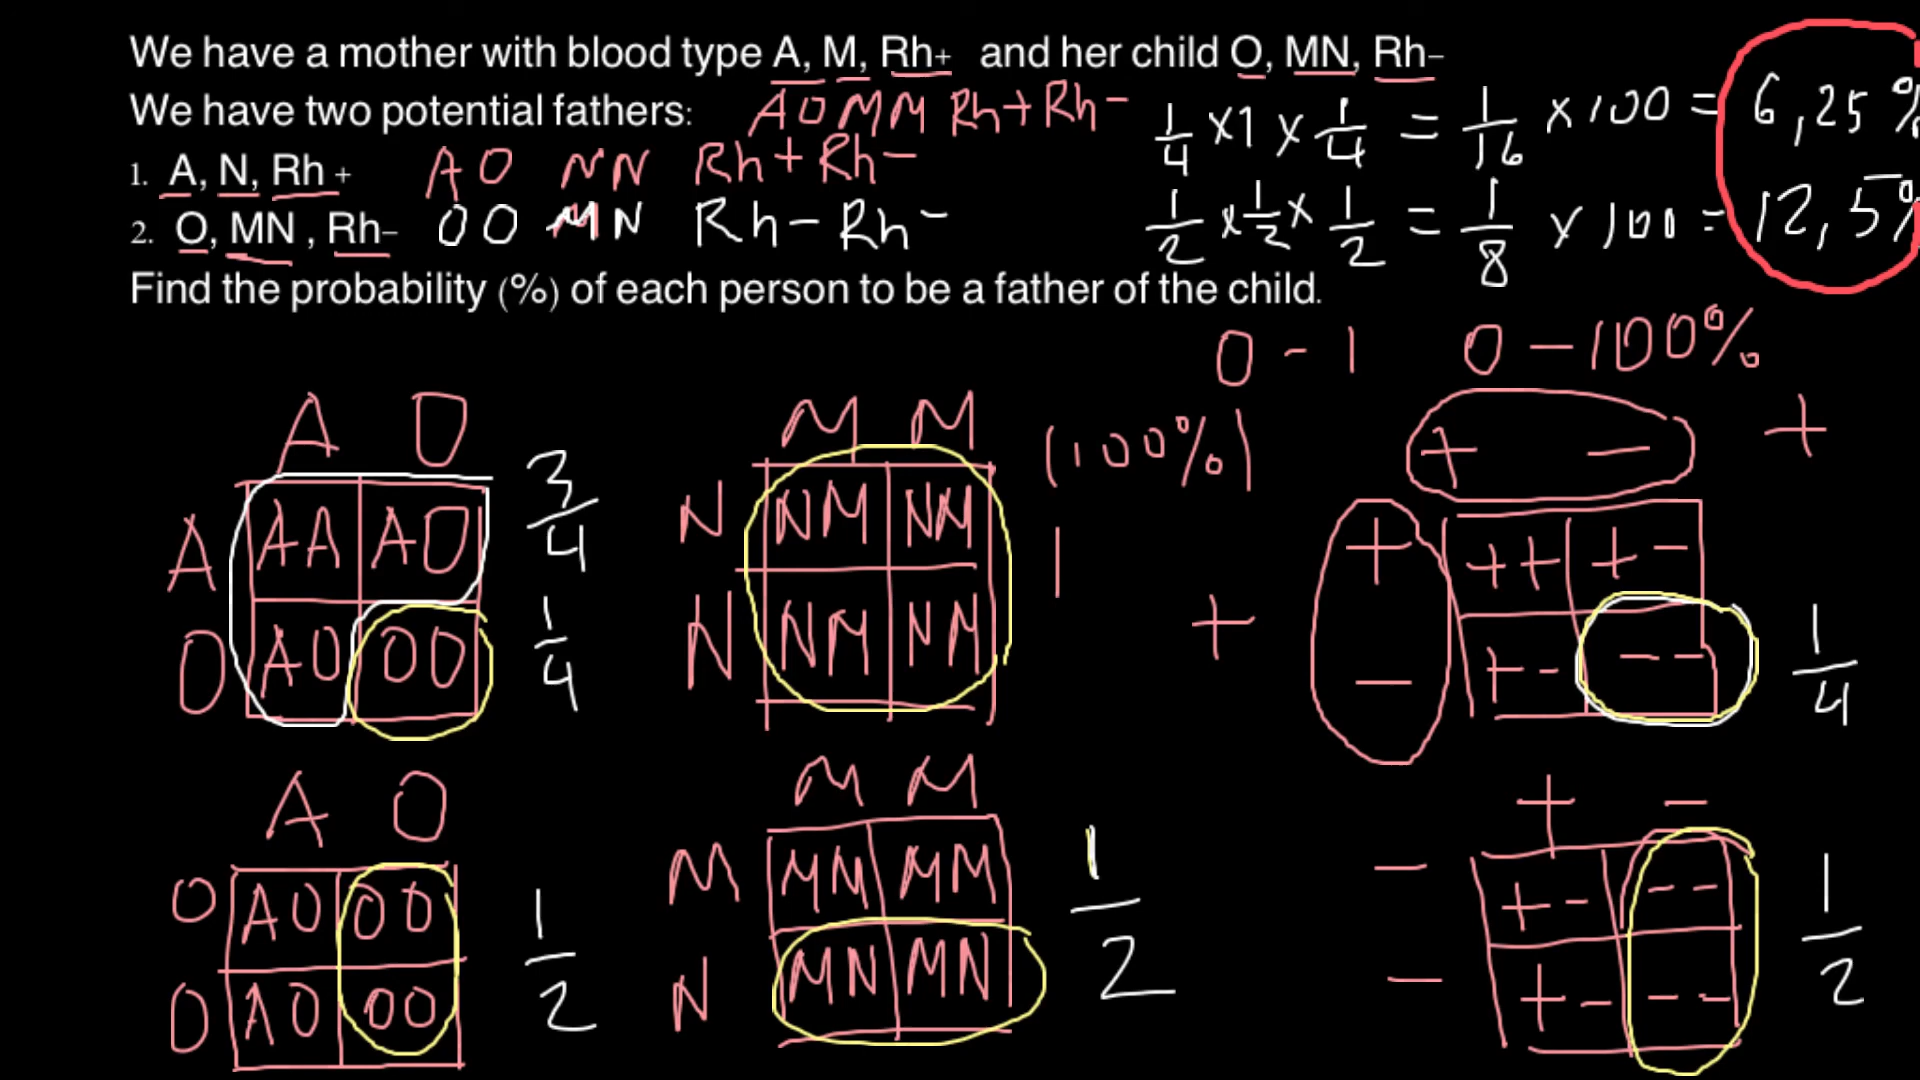 We have a mother with blood type A, M, Rh+ and her child O, MN, Rh-
We have two potential fathers: AO MM Rh+Rh-
1. A, N, Rh + AO NN Rh+Rh-
2. O, MN , Rh- OO MN Rh-Rh-
Find the probability (%) of each person to be a father of the child.
1/4 x1 x 1/4 = 1/16 x100 = 6,25%
1/2 x 1/2 x 1/2 = 1/8 x 100 = 12,5%
0 - 1 0 - 100%
A O
A AA AO 3/4
O AO OO 1/4
M M (100%)
N NM NM 1
N NM NM
+ - +
+ ++ +-
+
- +- -- 1/4
A O
O AO OO
O AO OO
1/2
M M
M MN MM
N MN MN
1/2
+ -
- +- --
- +- --
1/2